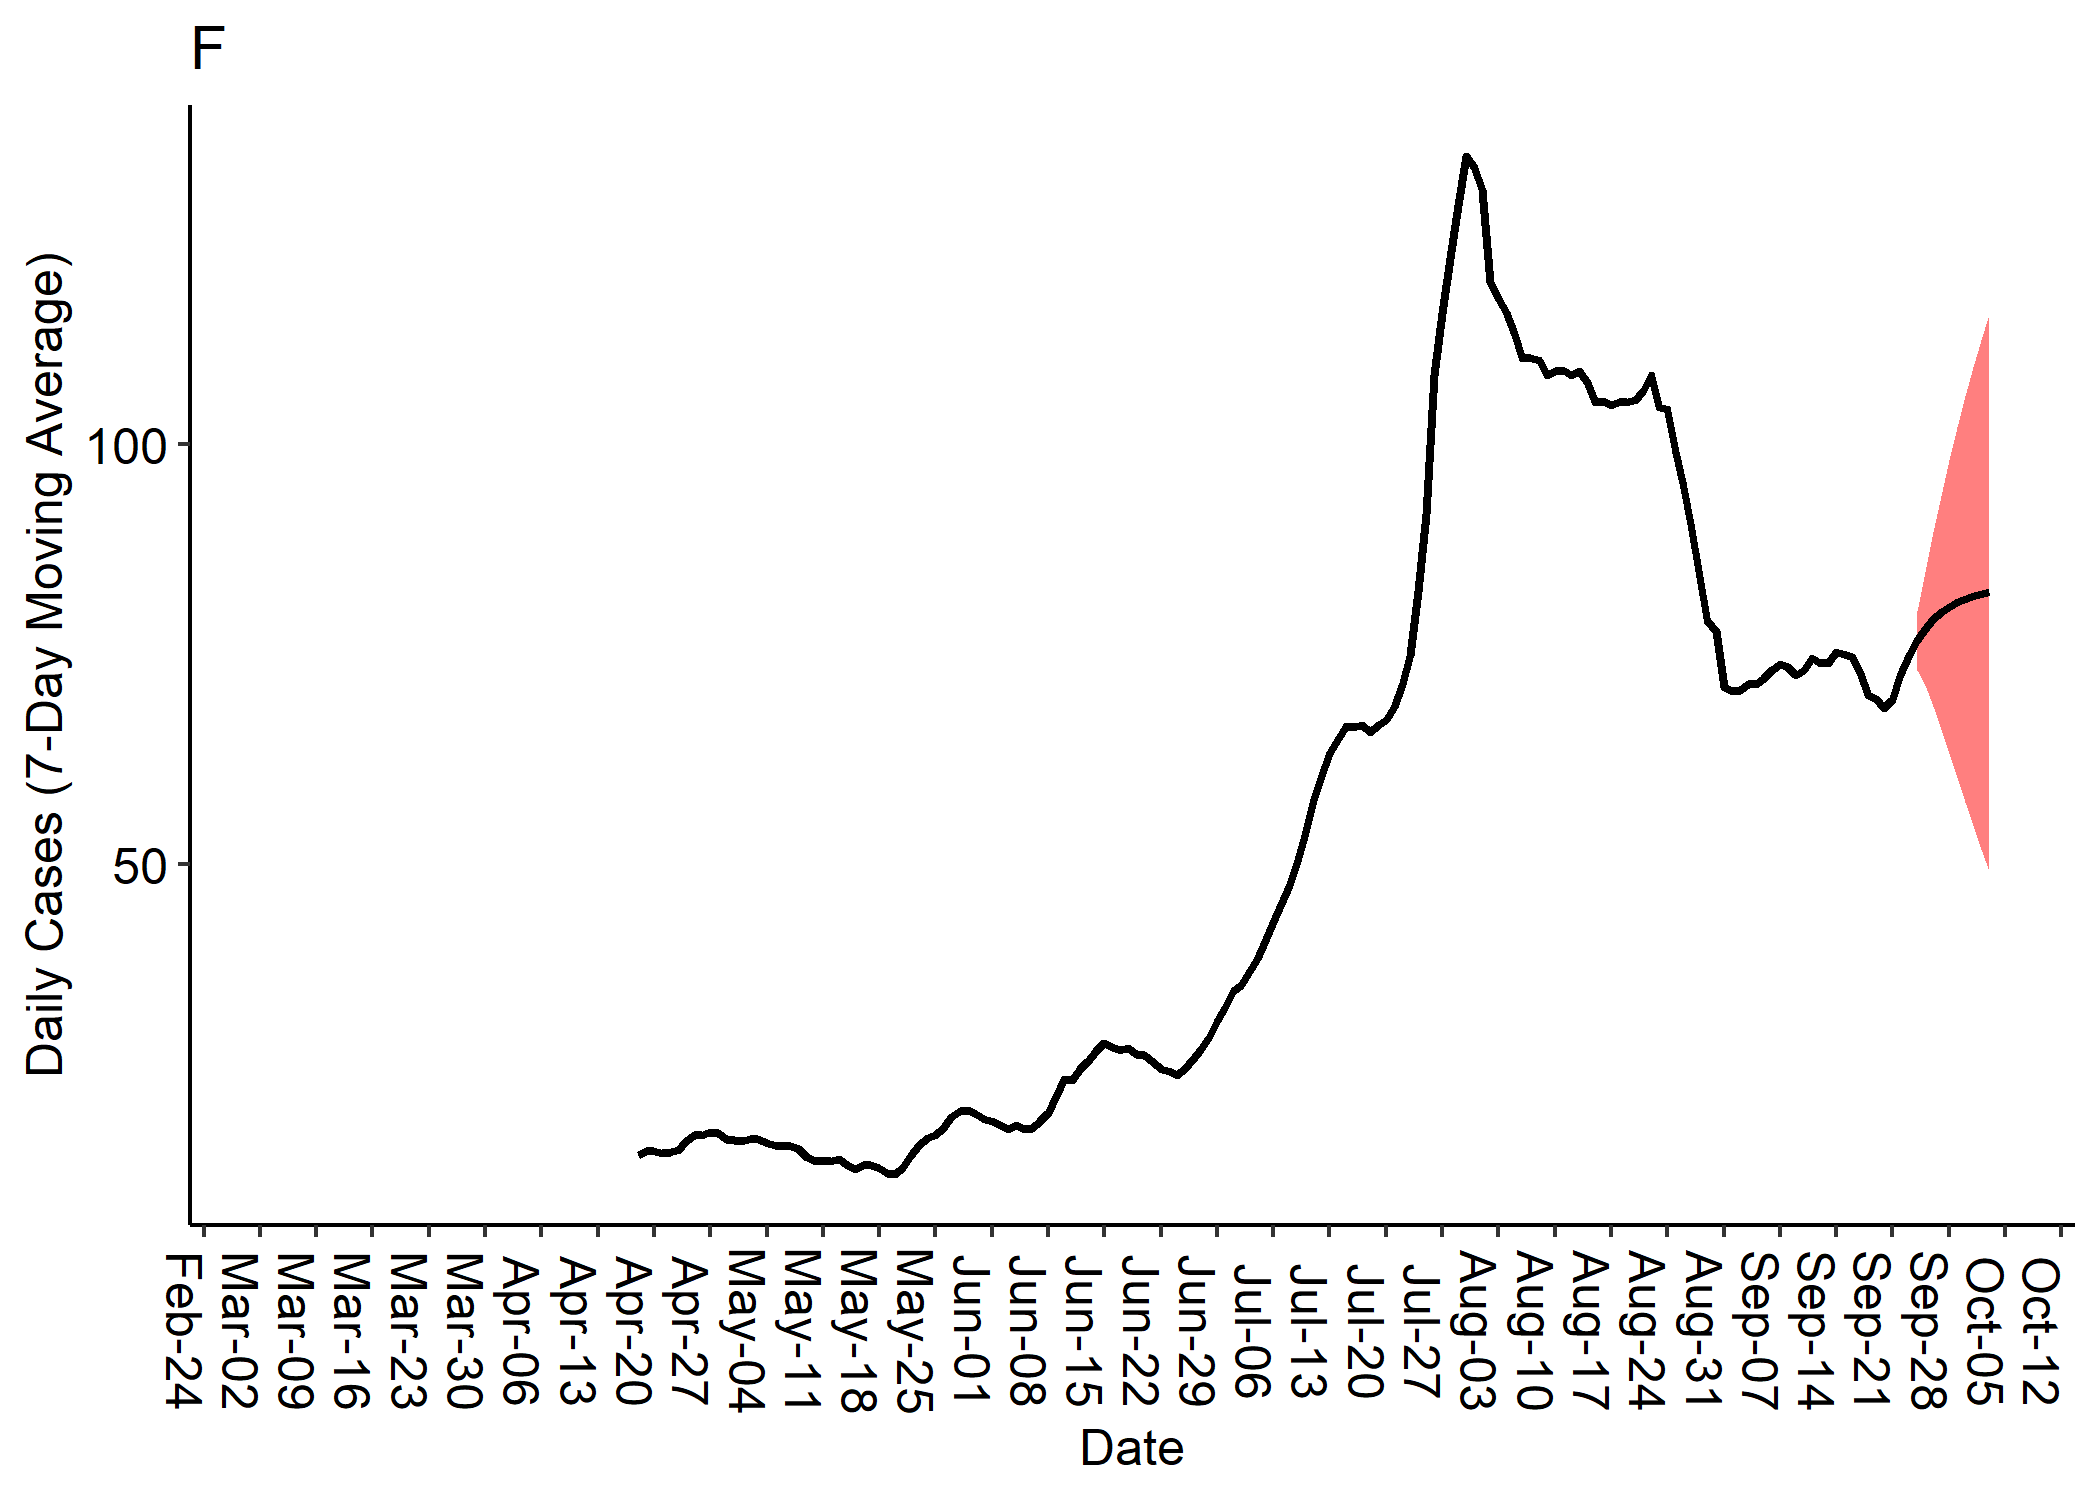 F
Daily Cases (7-Day Moving Average)
100
50
Feb-24
Mar-02
Mar-09
Mar-16
Mar-23
Mar-30
Apr-06
Apr-13
Apr-20
Apr-27
May-04
May-11
May-18
May-25
Jun-01
Jun-08
Jun-15
Jun-22
Jun-29
Jul-06
Jul-13
Jul-20
Jul-27
Aug-03
Aug-10
Aug-17
Aug-24
Aug-31
Sep-07
Sep-14
Sep-21
Sep-28
Oct-05
Oct-12
Date